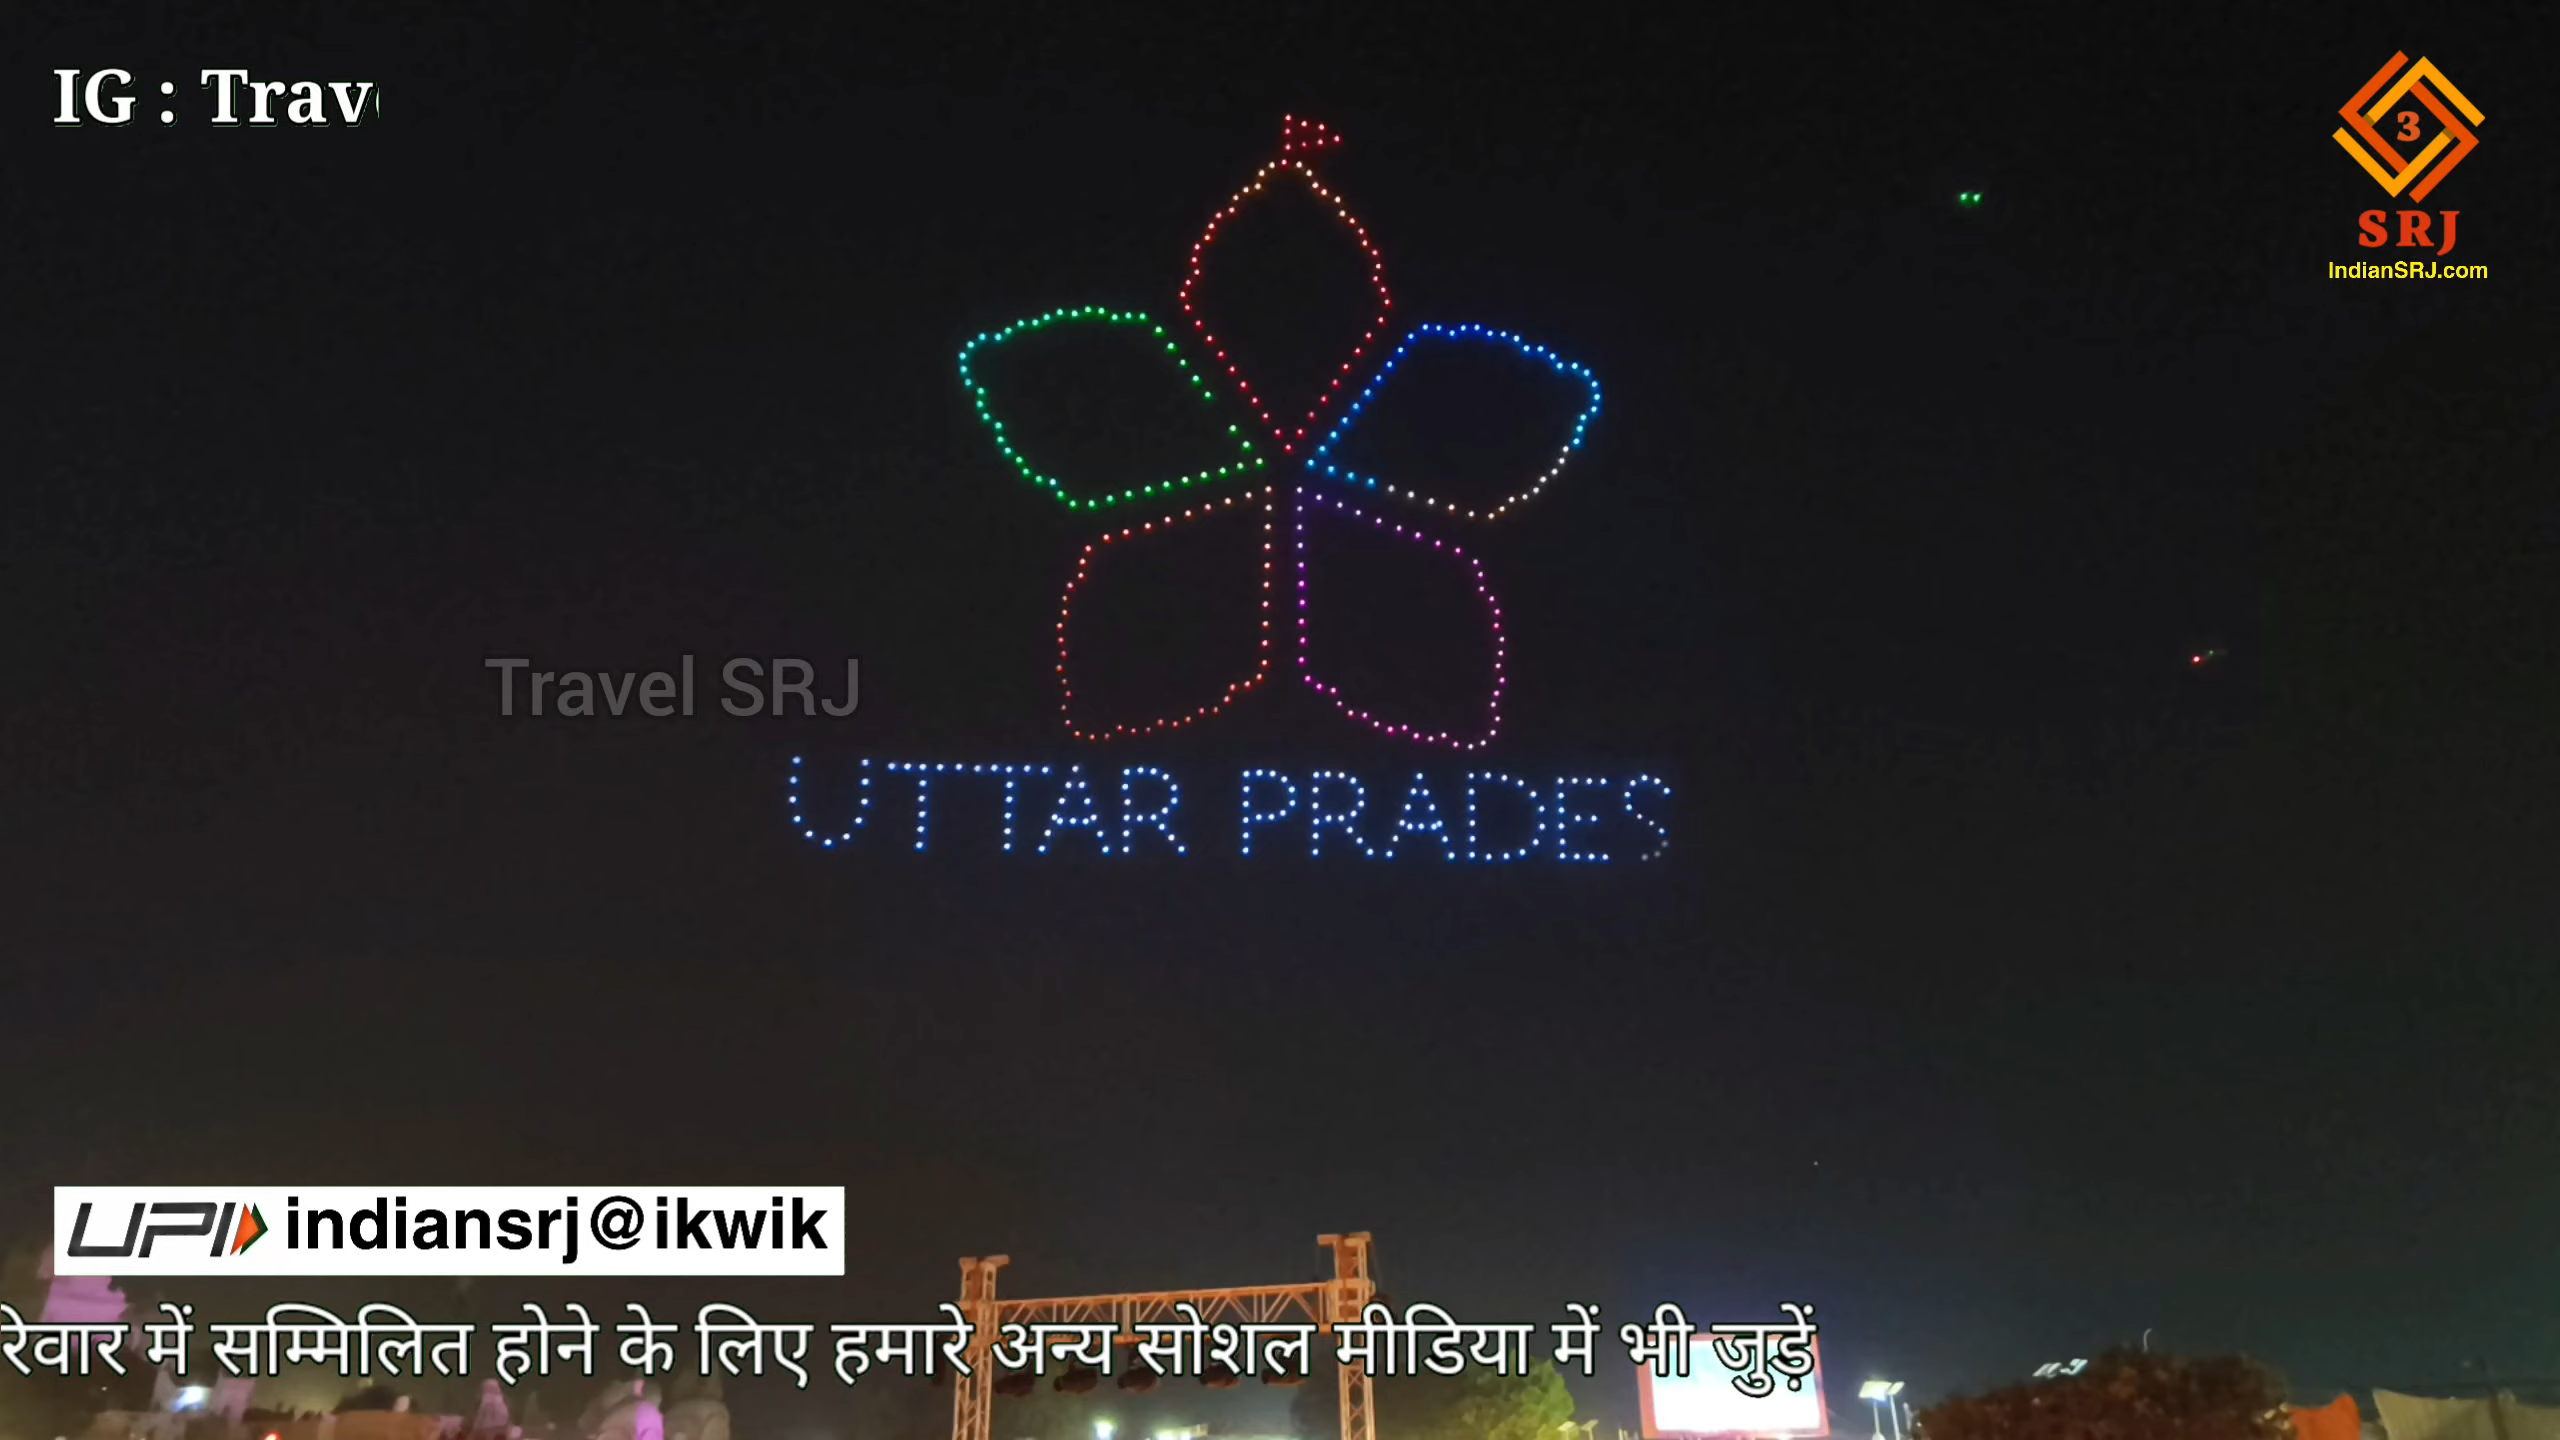 IG : Trav
3
SRJ
IndianSRJ.com
Travel SRJ
UTTAR PRADES
UPI indiansrj@ikwik
रिवार में सम्मिलित होने के लिए हमारे अन्य सोशल मीडिया में भी जुड़ें